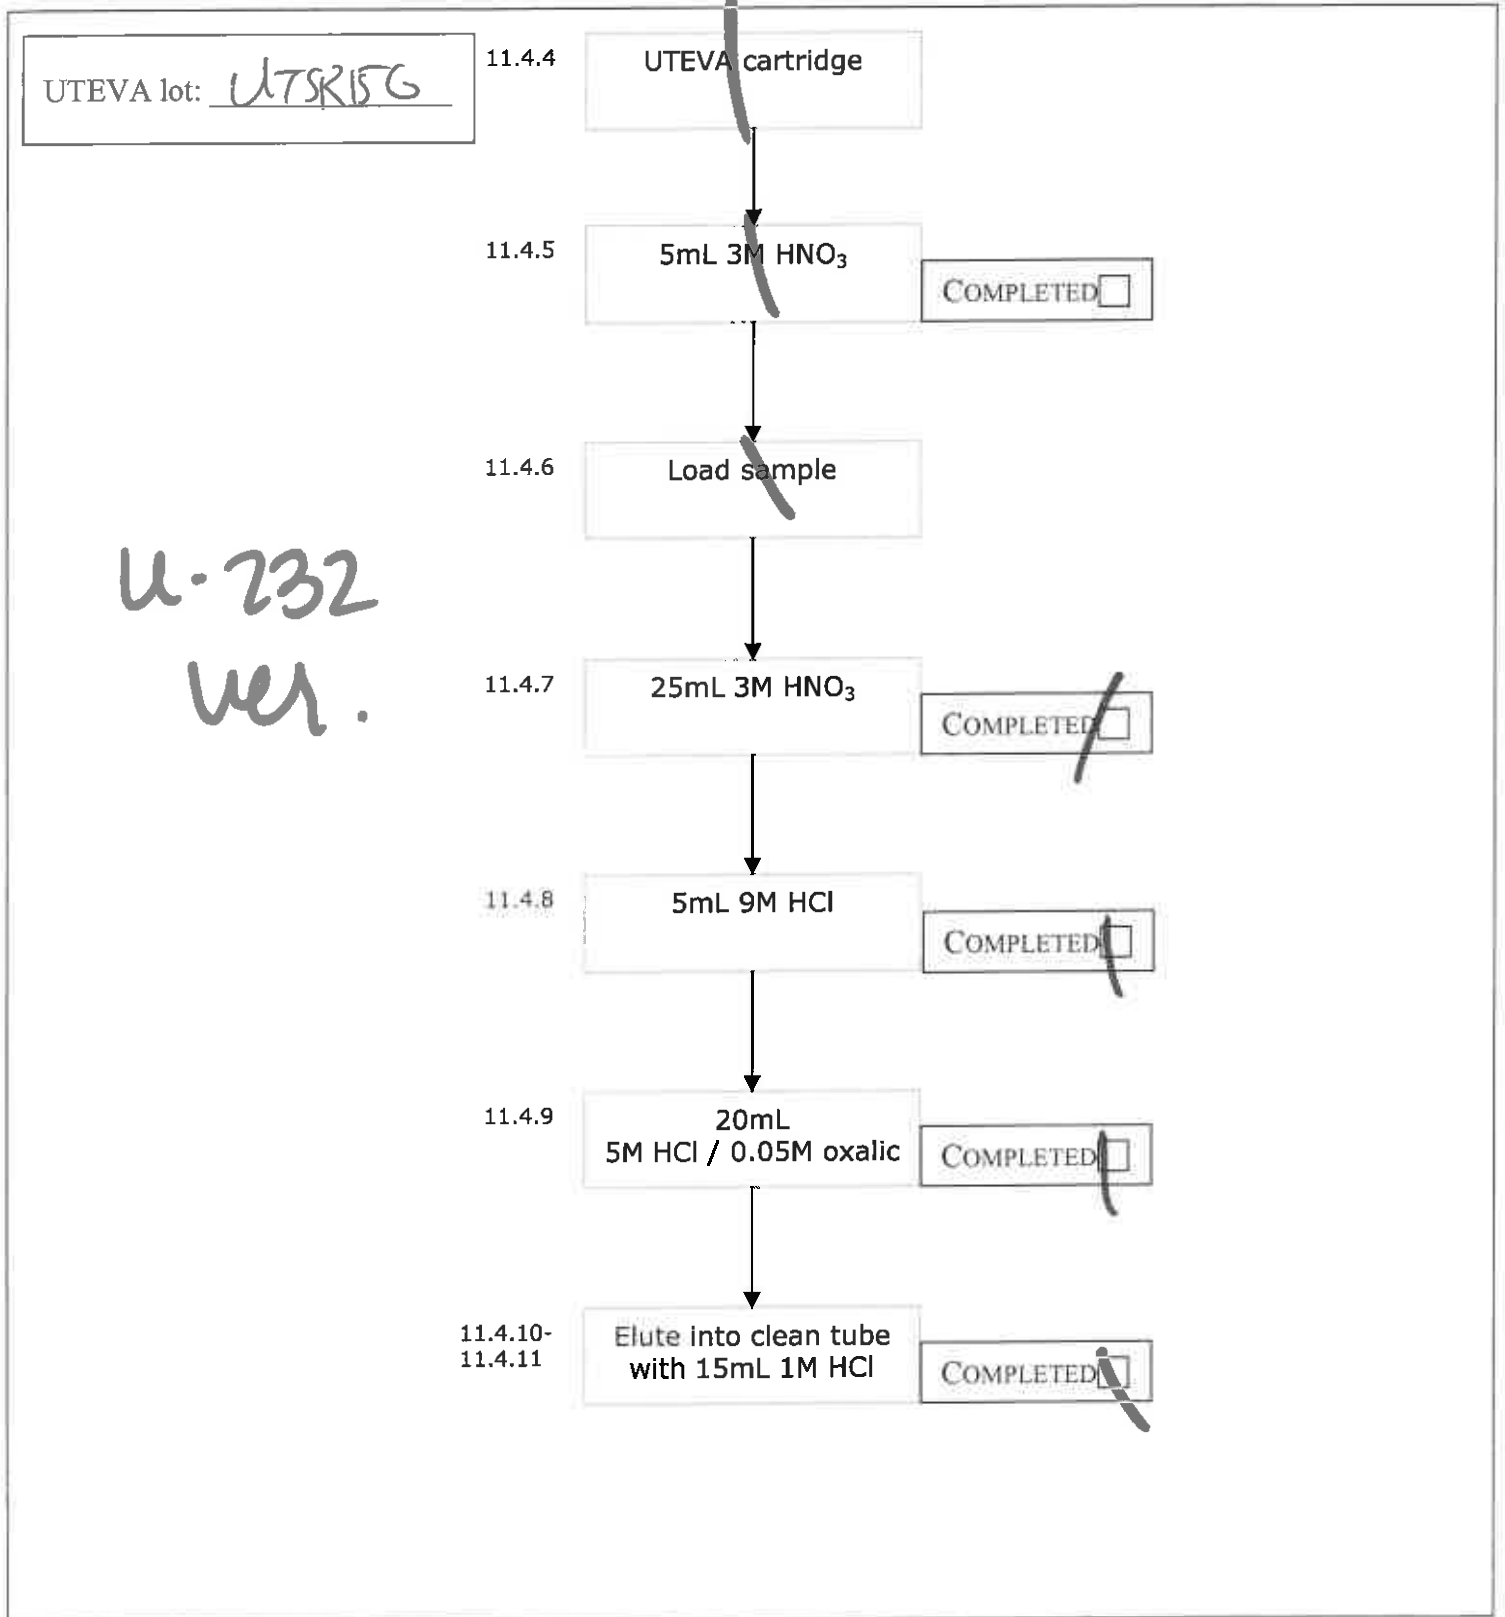 UTEVA lot: UTSR15G
11.4.4
UTEVA cartridge
11.4.5
5mL 3M HNO₃
COMPLETED
11.4.6
Load sample
U-232
ver.
11.4.7
25mL 3M HNO₃
COMPLETED
11.4.8
5mL 9M HCl
COMPLETED
11.4.9
20mL
5M HCl / 0.05M oxalic
COMPLETED
11.4.10-
11.4.11
Elute into clean tube
with 15mL 1M HCl
COMPLETED